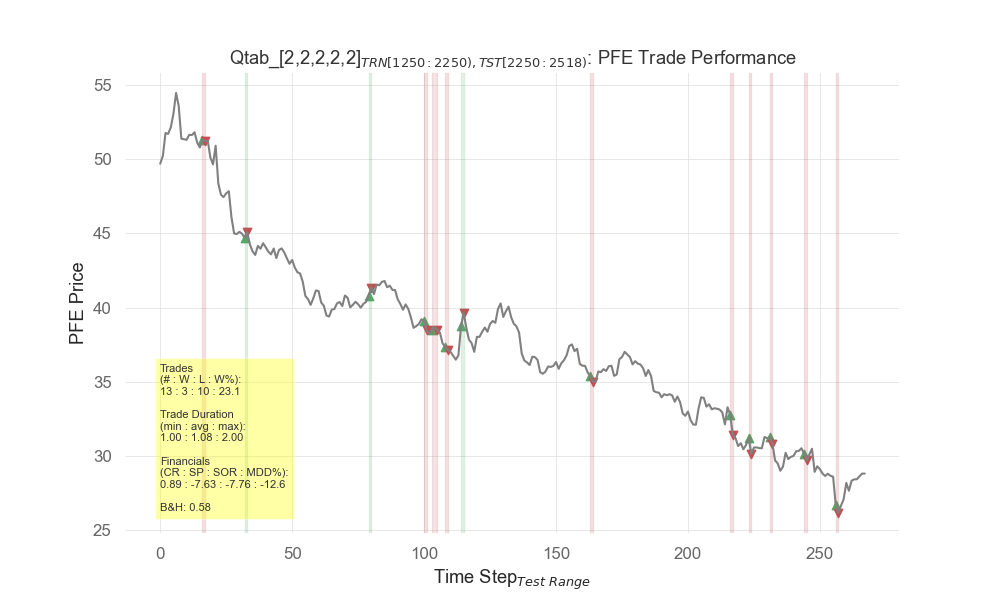 Qtab_[2,2,2,2,2]TRN[1250:2250),TST[2250:2518): PFE Trade Performance
55
50
45
40
35
30
25
PFE Price
Trades
(# : W : L : W%):
13 : 3 : 10 : 23.1
Trade Duration
(min : avg : max):
1.00 : 1.08 : 2.00
Financials
(CR : SP : SOR : MDD%):
0.89 : -7.63 : -7.76 : -12.6
B&H: 0.58
0 50 100 150 200 250
Time Step Test Range